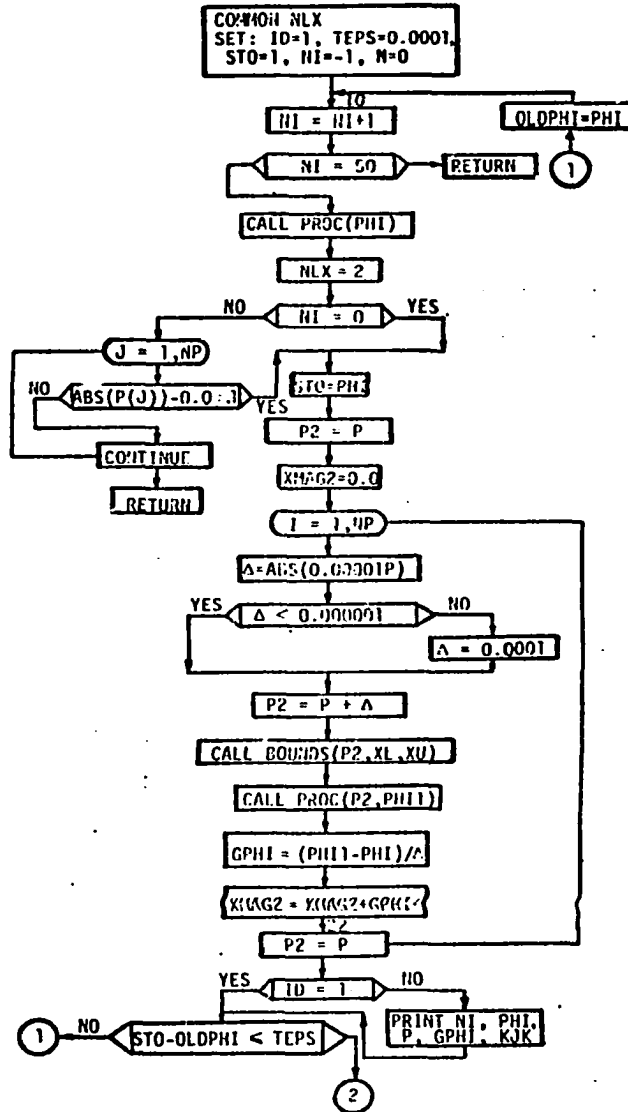 COMMON NLX
SET: ID=1, TEPS=0.0001,
STO=1, NI=-1, M=0
10
NI = NI+1
OLDPHI=PHI
1
NI = 50
RETURN
CALL PROC(PHI)
NLX = 2
NO
NI = 0
YES
J = 1,NP
NO
YES
STO=PHI
P2 = P
CONTINUE
XMAG2=0.0
RETURN
I = 1,NP
Δ=ABS(0.00001P)
YES
Δ < 0.000001
NO
Δ = 0.0001
P2 = P + Δ
CALL BOUNDS(P2,XL,XU)
CALL PROC(P2,PHI1)
GPHI = (PHI1-PHI)/Δ
P2 = P
YES
ID = 1
NO
PRINT NI, PHI,
P, GPHI, KJK
1
NO
STO-OLDPHI < TEPS
2